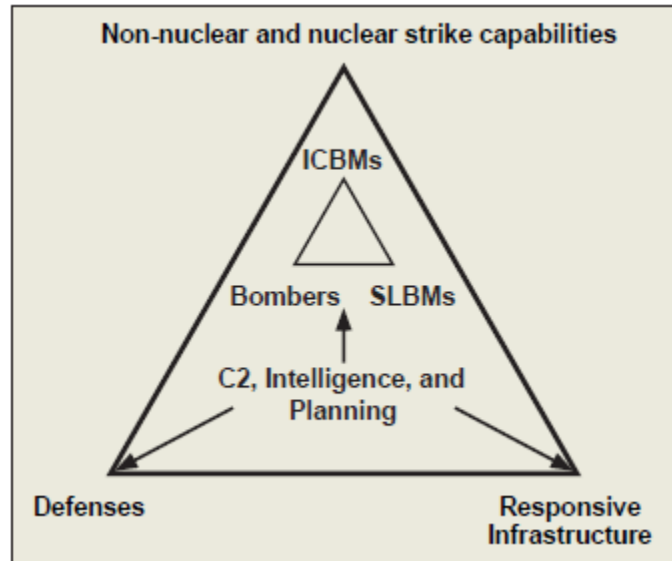 Non-nuclear and nuclear strike capabilities
ICBMs
Bombers SLBMs
C2, Intelligence, and
Planning
Defenses
Responsive
Infrastructure